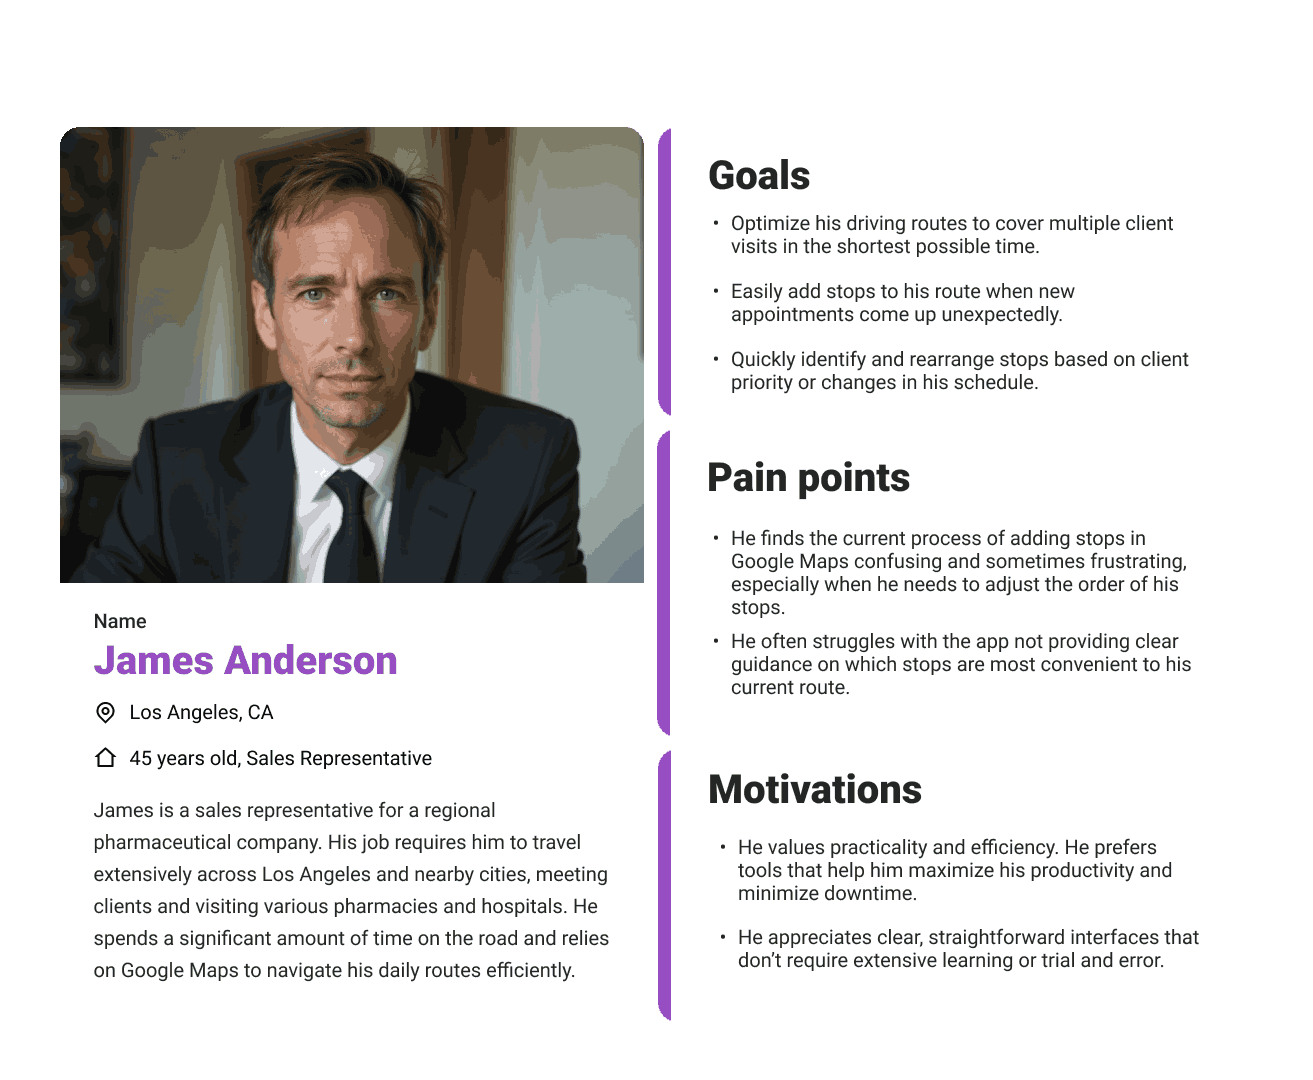 Name
James Anderson
Los Angeles, CA
45 years old, Sales Representative
James is a sales representative for a regional
pharmaceutical company. His job requires him to travel
extensively across Los Angeles and nearby cities, meeting
clients and visiting various pharmacies and hospitals. He
spends a significant amount of time on the road and relies
on Google Maps to navigate his daily routes efficiently.
Goals
• Optimize his driving routes to cover multiple client
visits in the shortest possible time.
• Easily add stops to his route when new
appointments come up unexpectedly.
• Quickly identify and rearrange stops based on client
priority or changes in his schedule.
Pain points
• He finds the current process of adding stops in
Google Maps confusing and sometimes frustrating,
especially when he needs to adjust the order of his
stops.
• He often struggles with the app not providing clear
guidance on which stops are most convenient to his
current route.
Motivations
• He values practicality and efficiency. He prefers
tools that help him maximize his productivity and
minimize downtime.
• He appreciates clear, straightforward interfaces that
don’t require extensive learning or trial and error.